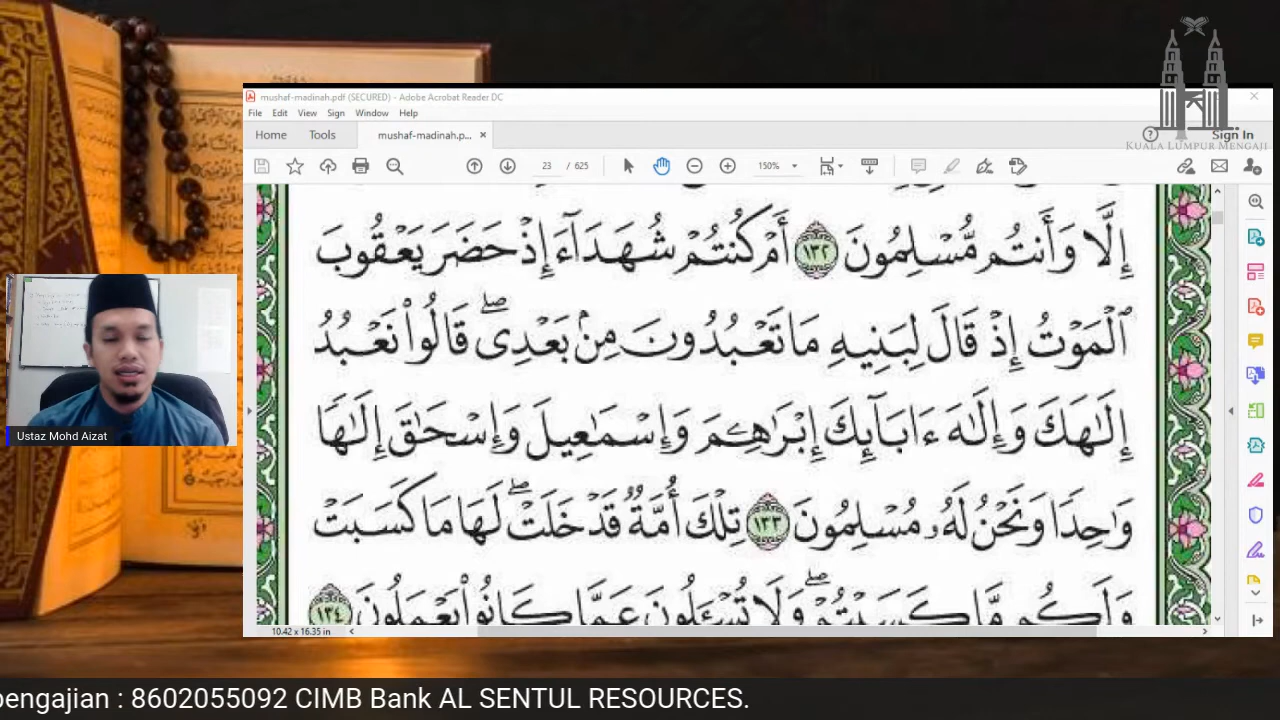 KUALA LUMPUR MENGAJI
mushaf-madinah.pdf (SECURED) - Adobe Acrobat Reader DC
File Edit View Sign Window Help
Home Tools mushaf-madinah.p... × Sign In
23 / 625 150%
إِلَّا وَأَنتُم مُّسْلِمُونَ ١٣٢ أَمْ كُنتُمْ شُهَدَآءَ إِذْ حَضَرَ يَعْقُوبَ
ٱلْمَوْتُ إِذْ قَالَ لِبَنِيهِ مَا تَعْبُدُونَ مِنۢ بَعْدِى ۖ قَالُوا۟ نَعْبُدُ
إِلَـٰهَكَ وَإِلَـٰهَ ءَابَآئِكَ إِبْرَٰهِـۧمَ وَإِسْمَـٰعِيلَ وَإِسْحَـٰقَ إِلَـٰهًا
وَٰحِدًا وَنَحْنُ لَهُۥ مُسْلِمُونَ ١٣٣ تِلْكَ أُمَّةٌ قَدْ خَلَتْ ۖ لَهَا مَا كَسَبَتْ
وَلَكُم مَّا كَسَبْتُمْ ۖ وَلَا تُسْـَٔلُونَ عَمَّا كَانُوا۟ يَعْمَلُونَ ١٣٤
10.42 x 16.35 in
Ustaz Mohd Aizat
pengajian : 8602055092 CIMB Bank AL SENTUL RESOURCES.